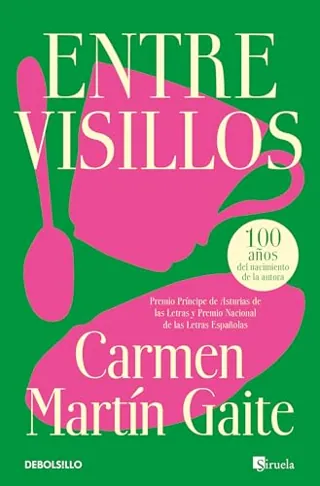 ENTRE
VISILLOS
100
años
del nacimiento
de la autora
Premio Príncipe de Asturias de
las Letras y Premio Nacional
de las Letras Españolas
Carmen
Martín Gaite
DEBOLSILLO
Siruela